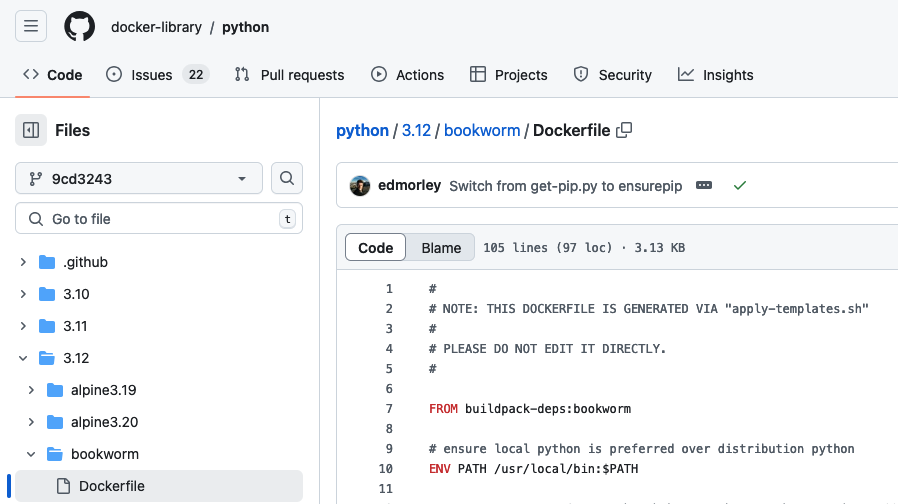 docker-library / python
Code
Issues 22
Pull requests
Actions
Projects
Security
Insights
Files
9cd3243
Go to file
t
.github
3.10
3.11
3.12
alpine3.19
alpine3.20
bookworm
Dockerfile
python / 3.12 / bookworm / Dockerfile
edmorley Switch from get-pip.py to ensurepip
Code
Blame
105 lines (97 loc) · 3.13 KB
1 #
2 # NOTE: THIS DOCKERFILE IS GENERATED VIA "apply-templates.sh"
3 #
4 # PLEASE DO NOT EDIT IT DIRECTLY.
5 #
6
7 FROM buildpack-deps:bookworm
8
9 # ensure local python is preferred over distribution python
10 ENV PATH /usr/local/bin:$PATH
11